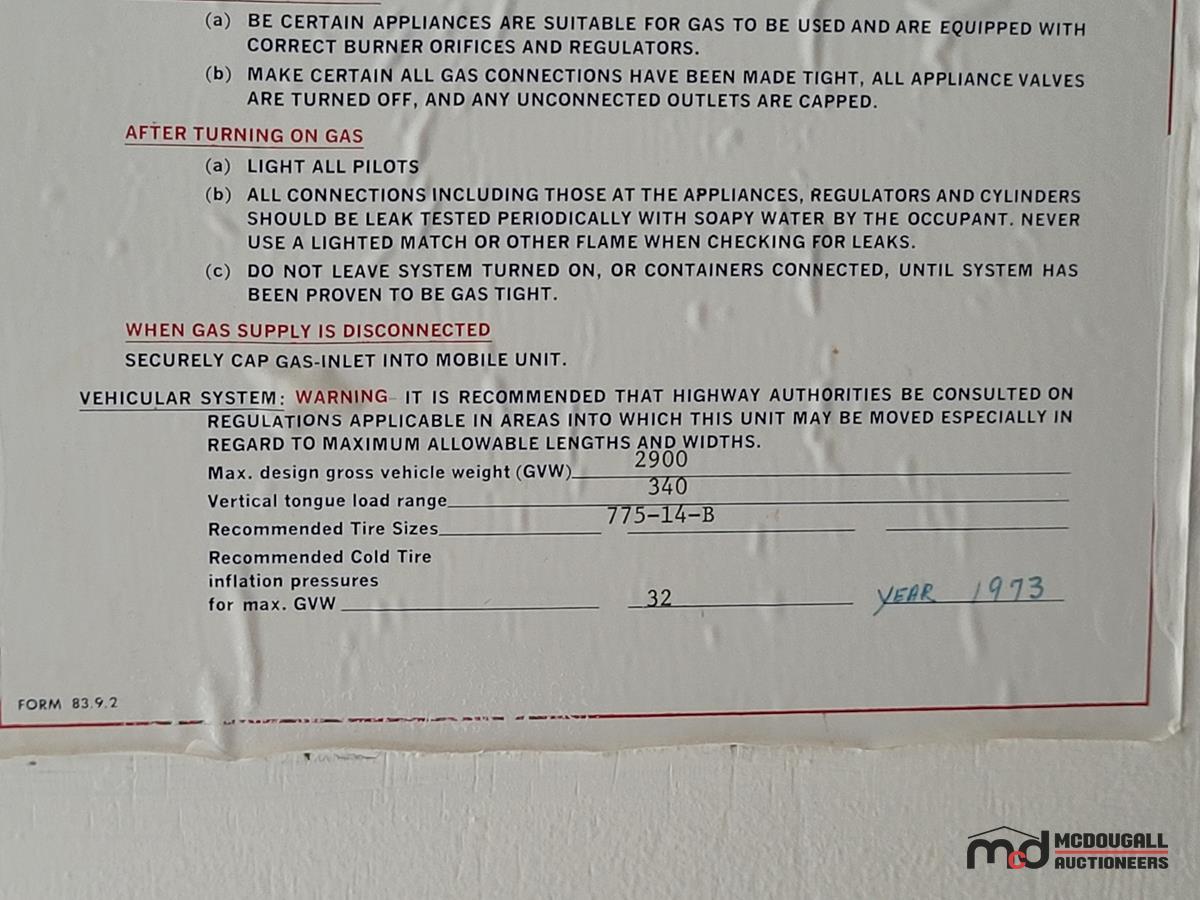 (a) BE CERTAIN APPLIANCES ARE SUITABLE FOR GAS TO BE USED AND ARE EQUIPPED WITH
CORRECT BURNER ORIFICES AND REGULATORS.
(b) MAKE CERTAIN ALL GAS CONNECTIONS HAVE BEEN MADE TIGHT, ALL APPLIANCE VALVES
ARE TURNED OFF, AND ANY UNCONNECTED OUTLETS ARE CAPPED.
AFTER TURNING ON GAS
(a) LIGHT ALL PILOTS
(b) ALL CONNECTIONS INCLUDING THOSE AT THE APPLIANCES, REGULATORS AND CYLINDERS
SHOULD BE LEAK TESTED PERIODICALLY WITH SOAPY WATER BY THE OCCUPANT. NEVER
USE A LIGHTED MATCH OR OTHER FLAME WHEN CHECKING FOR LEAKS.
(c) DO NOT LEAVE SYSTEM TURNED ON, OR CONTAINERS CONNECTED, UNTIL SYSTEM HAS
BEEN PROVEN TO BE GAS TIGHT.
WHEN GAS SUPPLY IS DISCONNECTED
SECURELY CAP GAS-INLET INTO MOBILE UNIT.
VEHICULAR SYSTEM: WARNING- IT IS RECOMMENDED THAT HIGHWAY AUTHORITIES BE CONSULTED ON
REGULATIONS APPLICABLE IN AREAS INTO WHICH THIS UNIT MAY BE MOVED ESPECIALLY IN
REGARD TO MAXIMUM ALLOWABLE LENGTHS AND WIDTHS.
Max. design gross vehicle weight (GVW) 2900
Vertical tongue load range 340
Recommended Tire Sizes 775-14-B
Recommended Cold Tire
inflation pressures
for max. GVW 32 YEAR 1973
FORM 83.9.2
mcd MCDOUGALL
AUCTIONEERS